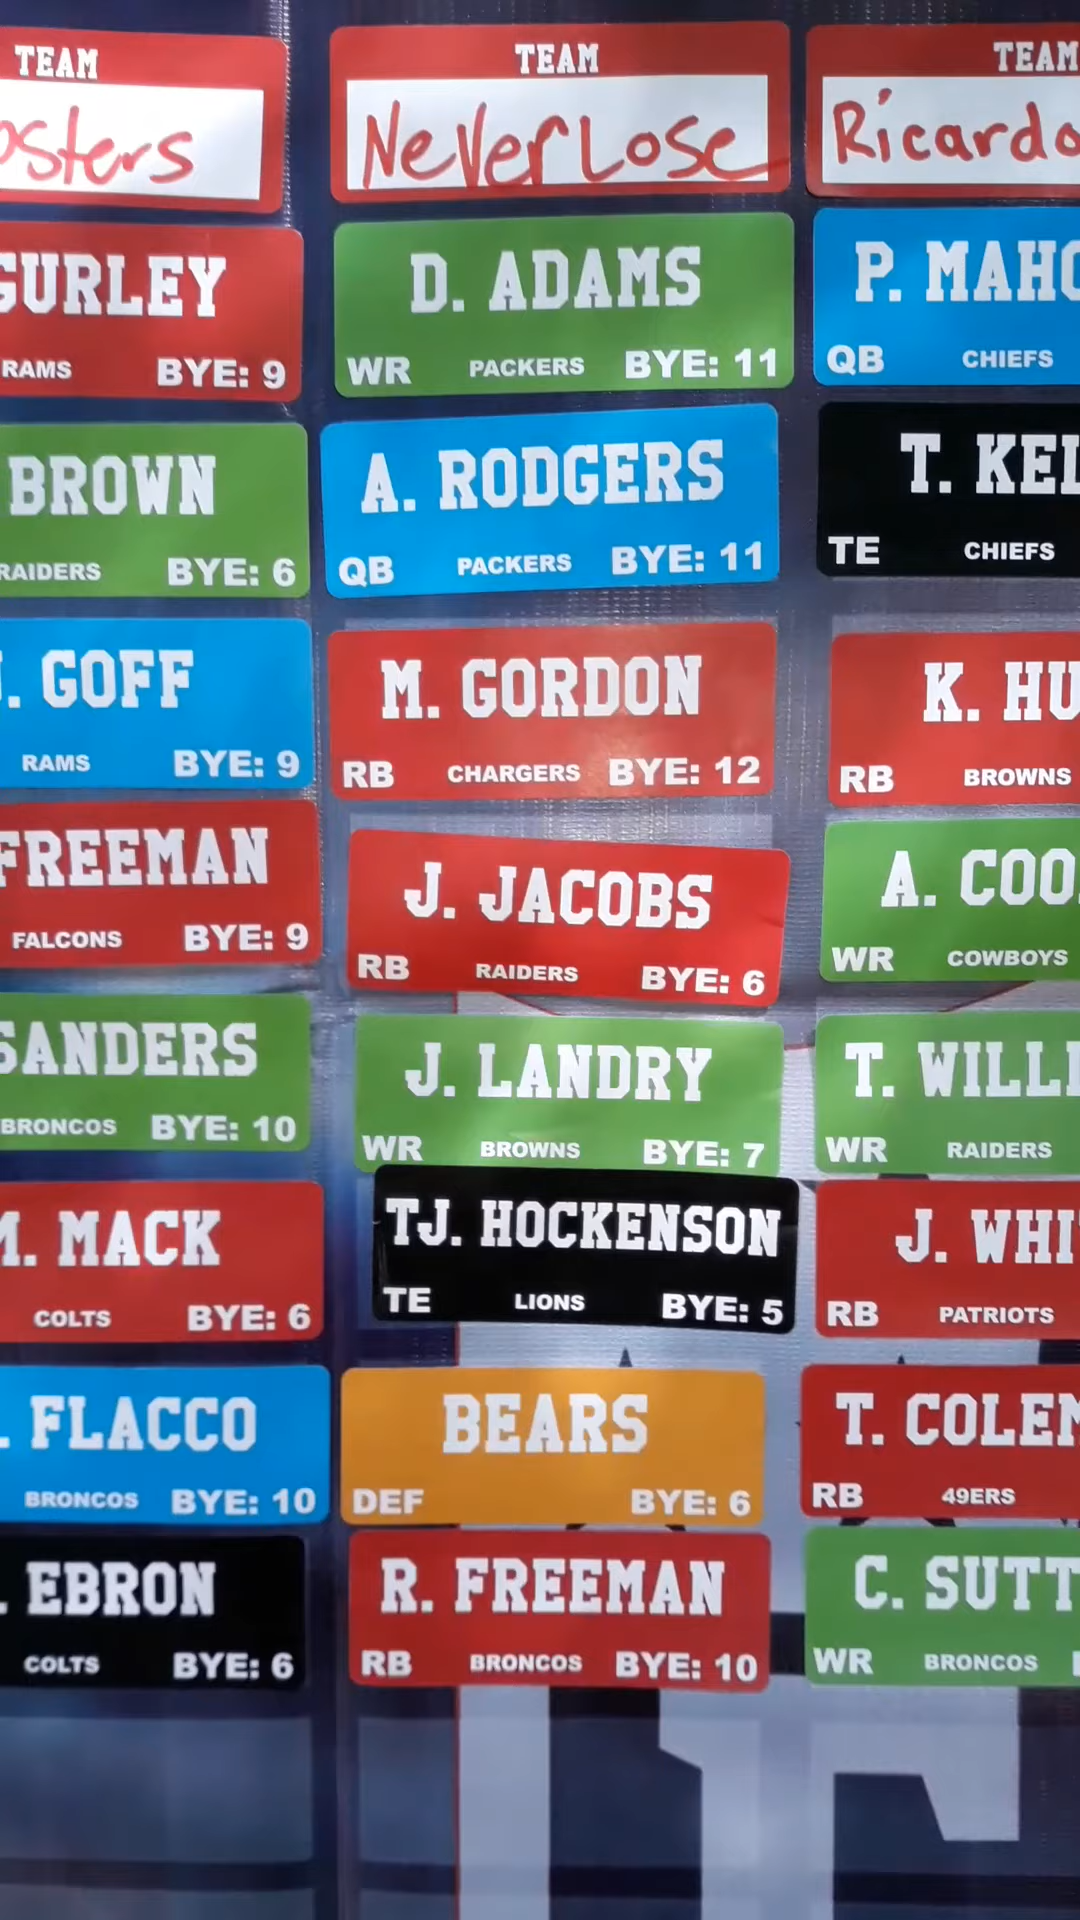 TEAM
NeverLose
D. ADAMS
WR PACKERS BYE: 11
A. RODGERS
QB PACKERS BYE: 11
M. GORDON
RB CHARGERS BYE: 12
J. JACOBS
RB RAIDERS BYE: 6
J. LANDRY
WR BROWNS BYE: 7
TJ. HOCKENSON
TE LIONS BYE: 5
BEARS
DEF BYE: 6
R. FREEMAN
RB BRONCOS BYE: 10
TEAM
osters
GURLEY
RAMS BYE: 9
BROWN
RAIDERS BYE: 6
J. GOFF
RAMS BYE: 9
FREEMAN
FALCONS BYE: 9
SANDERS
BRONCOS BYE: 10
M. MACK
COLTS BYE: 6
. FLACCO
BRONCOS BYE: 10
. EBRON
COLTS BYE: 6
TEAM
Ricardo
P. MAHO
QB CHIEFS
T. KEL
TE CHIEFS
K. HU
RB BROWNS
A. COO
WR COWBOYS
T. WILLI
WR RAIDERS
J. WHI
RB PATRIOTS
T. COLEM
RB 49ERS
C. SUTT
WR BRONCOS